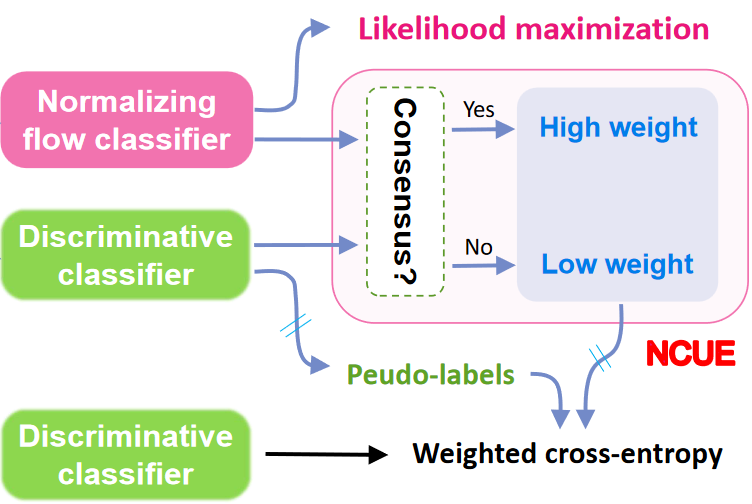 Likelihood maximization
Normalizing
flow classifier
Consensus?
Yes
High weight
Discriminative
classifier
No
Low weight
NCUE
Peudo-labels
Discriminative
classifier
Weighted cross-entropy